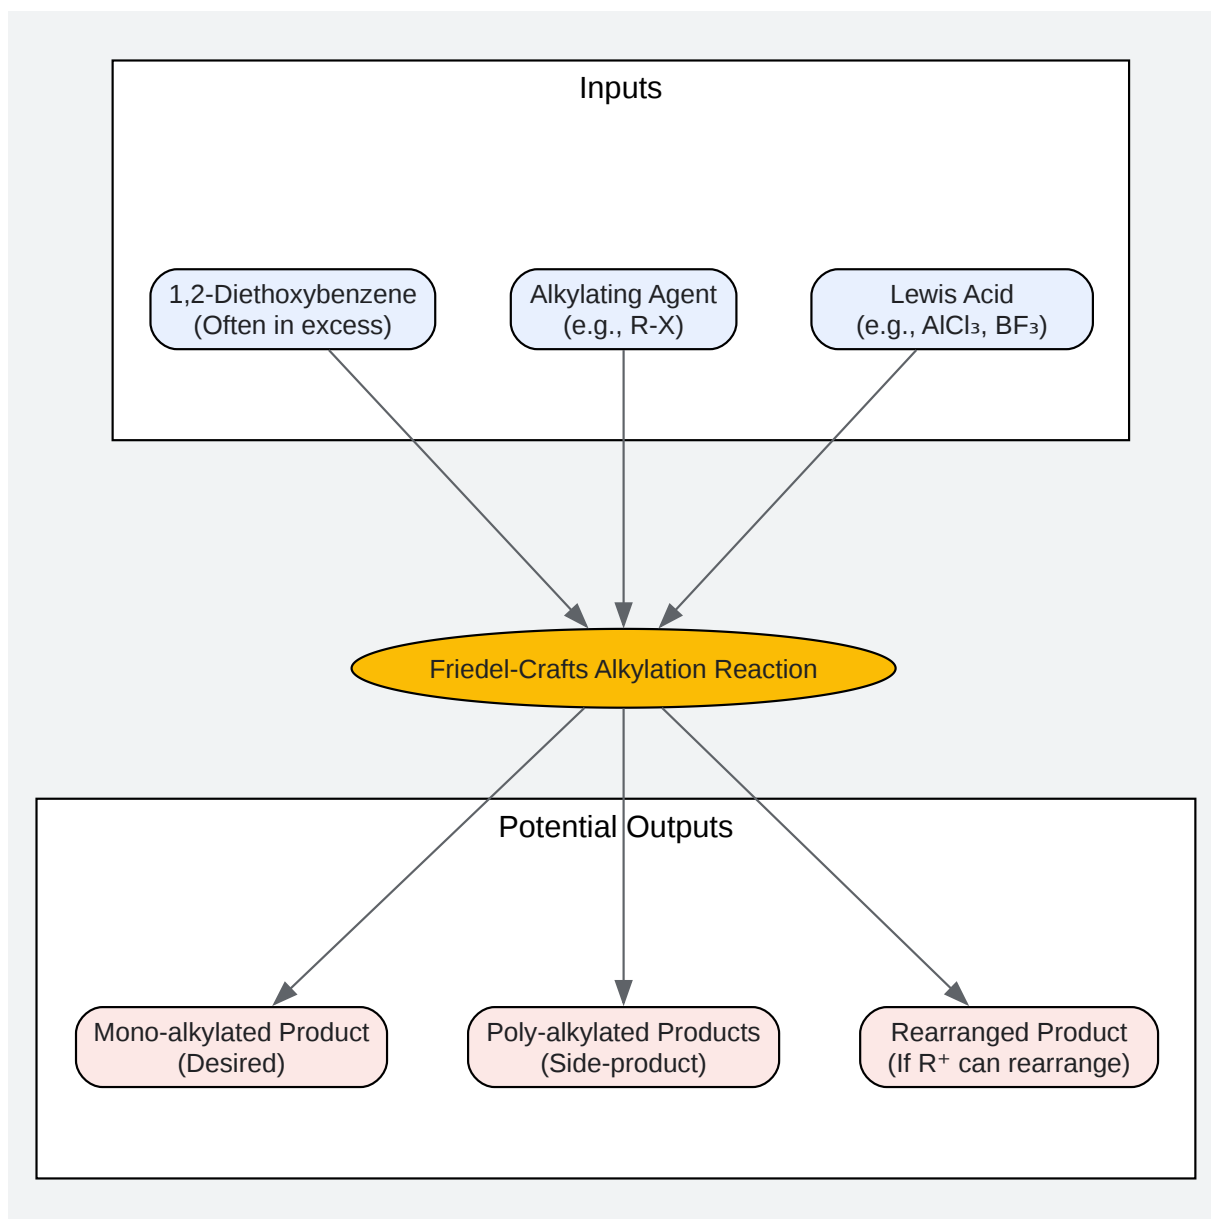 Inputs
1,2-Diethoxybenzene
(Often in excess)
Alkylating Agent
(e.g., R-X)
Lewis Acid
(e.g., AlCl₃, BF₃)
Friedel-Crafts Alkylation Reaction
Potential Outputs
Mono-alkylated Product
(Desired)
Poly-alkylated Products
(Side-product)
Rearranged Product
(If R⁺ can rearrange)